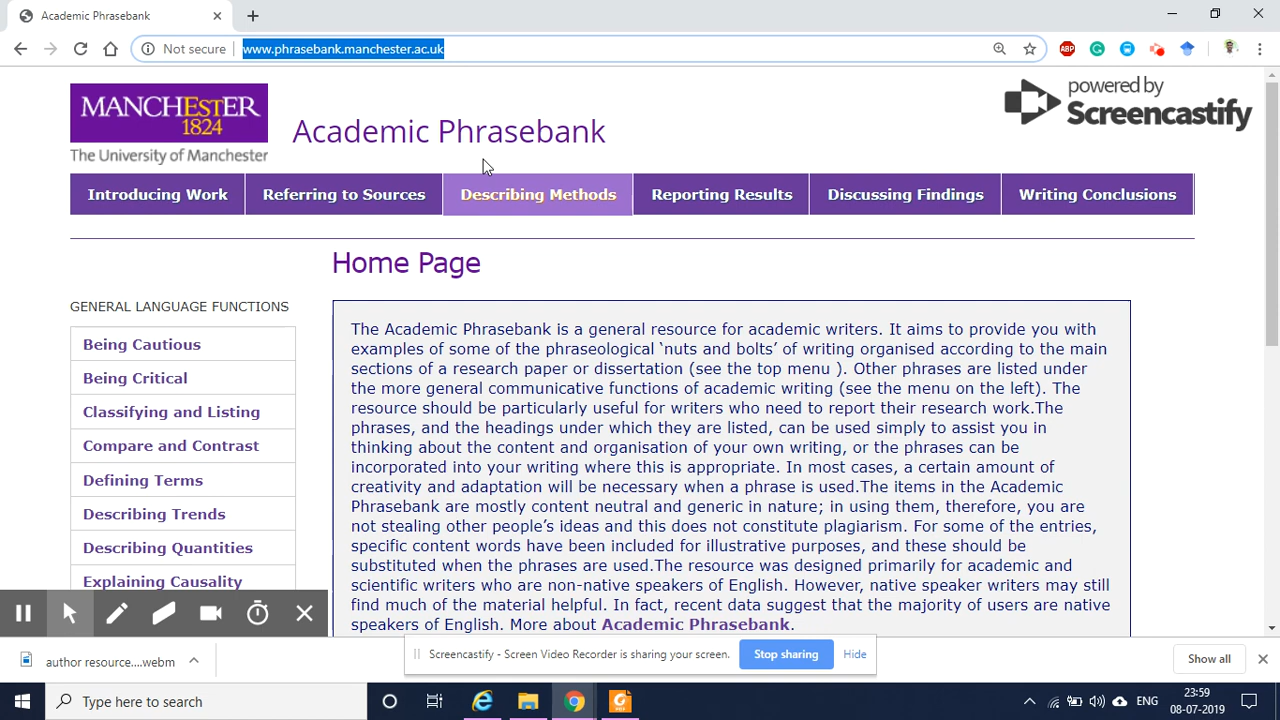 Academic Phrasebank
Not secure
www.phrasebank.manchester.ac.uk
ABP
powered by
Screencastify
MANCHESTER
1824
The University of Manchester
Academic Phrasebank
Introducing Work
Referring to Sources
Describing Methods
Reporting Results
Discussing Findings
Writing Conclusions
Home Page
GENERAL LANGUAGE FUNCTIONS
Being Cautious
Being Critical
Classifying and Listing
Compare and Contrast
Defining Terms
Describing Trends
Describing Quantities
Explaining Causality
The Academic Phrasebank is a general resource for academic writers. It aims to provide you with
examples of some of the phraseological ‘nuts and bolts’ of writing organised according to the main
sections of a research paper or dissertation (see the top menu ). Other phrases are listed under
the more general communicative functions of academic writing (see the menu on the left). The
resource should be particularly useful for writers who need to report their research work.The
phrases, and the headings under which they are listed, can be used simply to assist you in
thinking about the content and organisation of your own writing, or the phrases can be
incorporated into your writing where this is appropriate. In most cases, a certain amount of
creativity and adaptation will be necessary when a phrase is used.The items in the Academic
Phrasebank are mostly content neutral and generic in nature; in using them, therefore, you are
not stealing other people’s ideas and this does not constitute plagiarism. For some of the entries,
specific content words have been included for illustrative purposes, and these should be
substituted when the phrases are used.The resource was designed primarily for academic and
scientific writers who are non-native speakers of English. However, native speaker writers may still
find much of the material helpful. In fact, recent data suggest that the majority of users are native
speakers of English. More about Academic Phrasebank.
Screencastify - Screen Video Recorder is sharing your screen.
Stop sharing
Hide
author resource....webm
Show all
Type here to search
ENG
23:59
08-07-2019